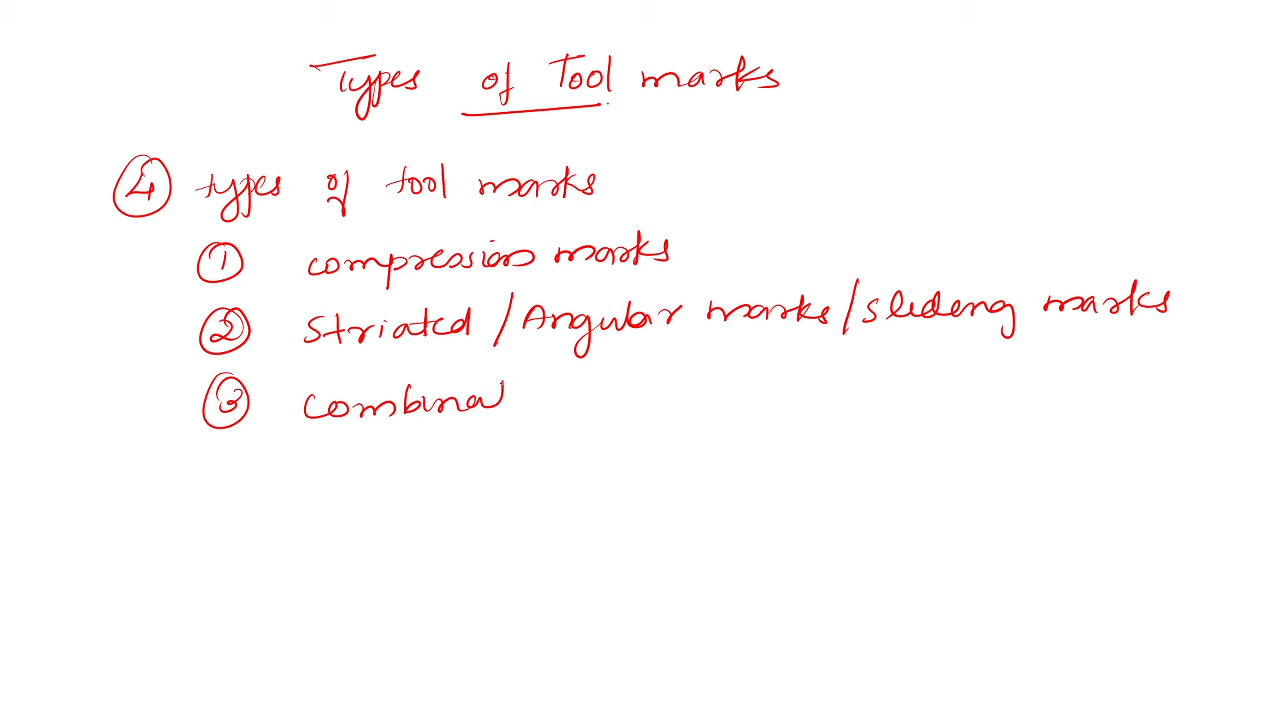 Types of Tool marks
④ types of tool marks
① compression marks
② Striated / Angular marks / Slideng marks
③ Combina